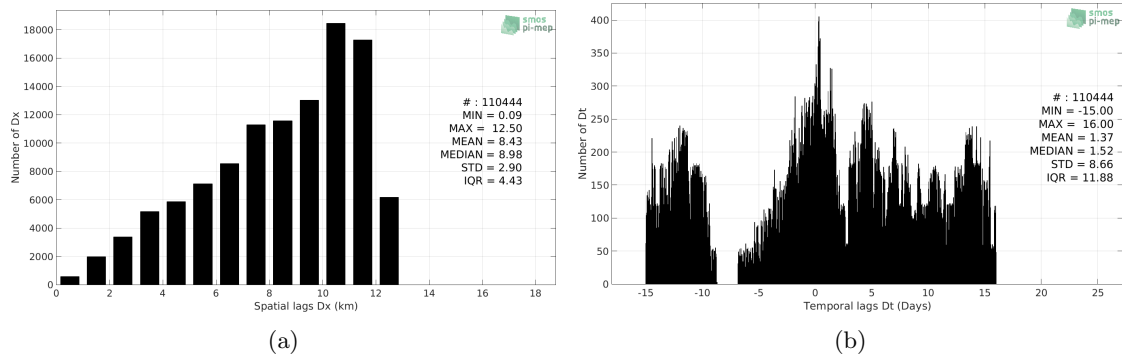 18000
16000
14000
12000
10000
8000
6000
4000
2000
0
Number of Dx
smos
pi-mep
# : 110444
MIN = 0.09
MAX = 12.50
MEAN = 8.43
MEDIAN = 8.98
STD = 2.90
IQR = 4.43
0 2 4 6 8 10 12 14 16 18
Spatial lags Dx (km)
(a)
400
350
300
250
200
150
100
50
0
Number of Dt
smos
pi-mep
# : 110444
MIN = -15.00
MAX = 16.00
MEAN = 1.37
MEDIAN = 1.52
STD = 8.66
IQR = 11.88
-15 -10 -5 0 5 10 15 20 25
Temporal lags Dt (Days)
(b)